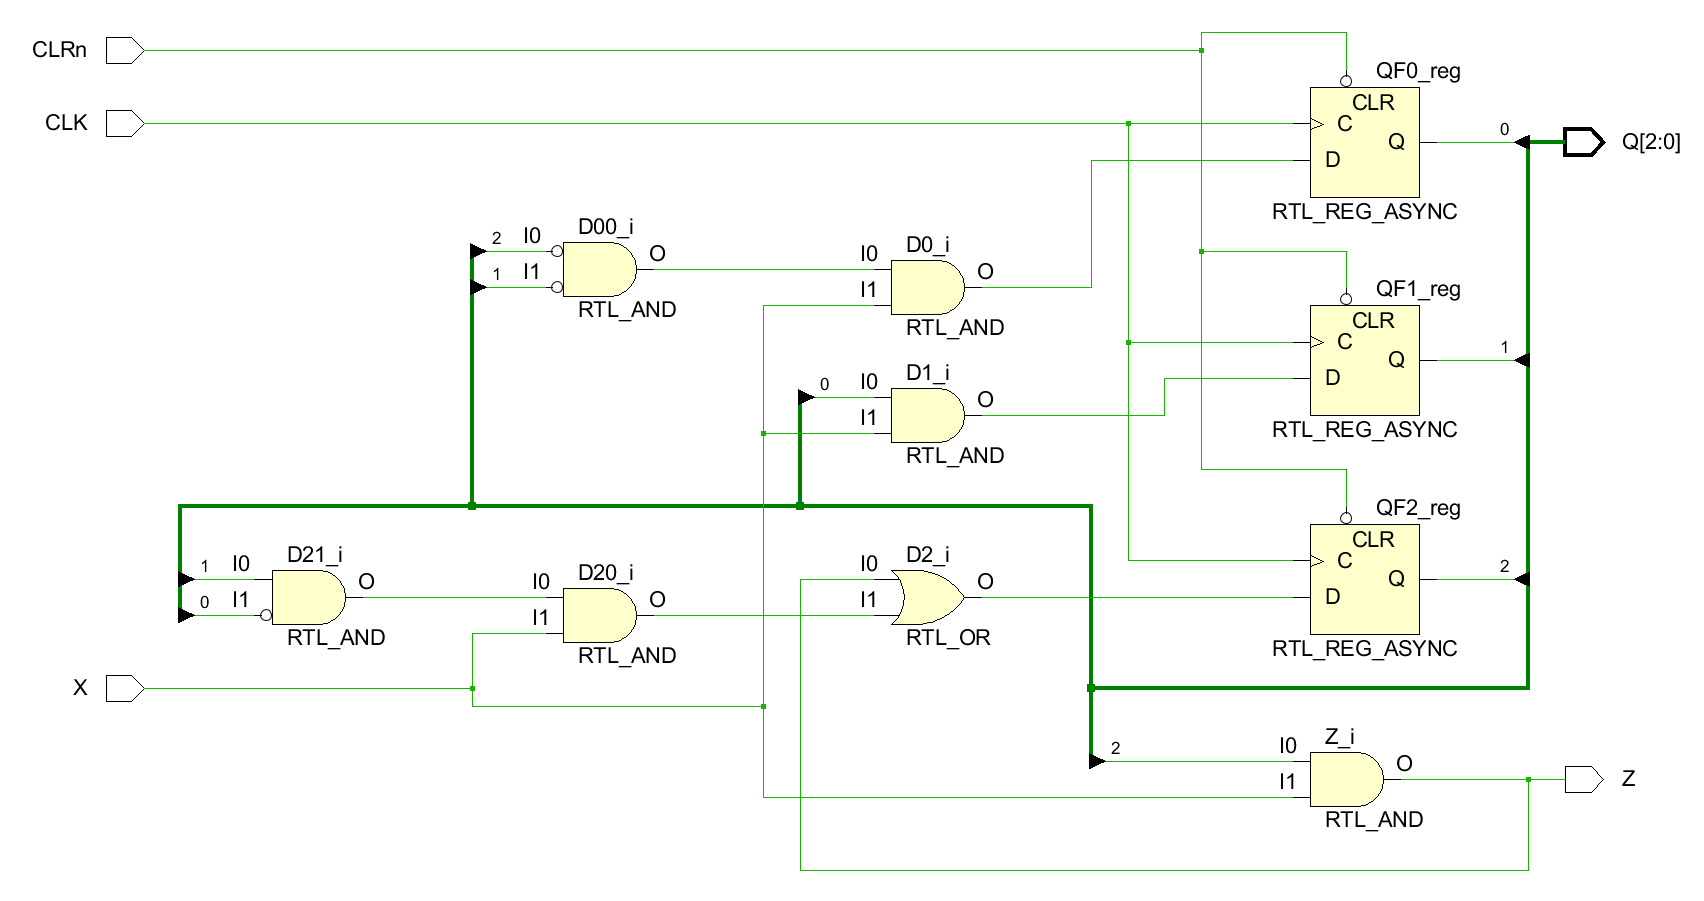 CLRn
CLK
X
D00_i
2 I0
1 I1
O
RTL_AND
D0_i
I0
I1
O
RTL_AND
D1_i
0 I0
I1
O
RTL_AND
D21_i
1 I0
0 I1
O
RTL_AND
D20_i
I0
I1
O
RTL_AND
D2_i
I0
I1
O
RTL_OR
QF0_reg
CLR
C
D
Q
RTL_REG_ASYNC
0
Q[2:0]
QF1_reg
CLR
C
D
Q
RTL_REG_ASYNC
1
QF2_reg
CLR
C
D
Q
RTL_REG_ASYNC
2
Z_i
2 I0
I1
O
RTL_AND
Z